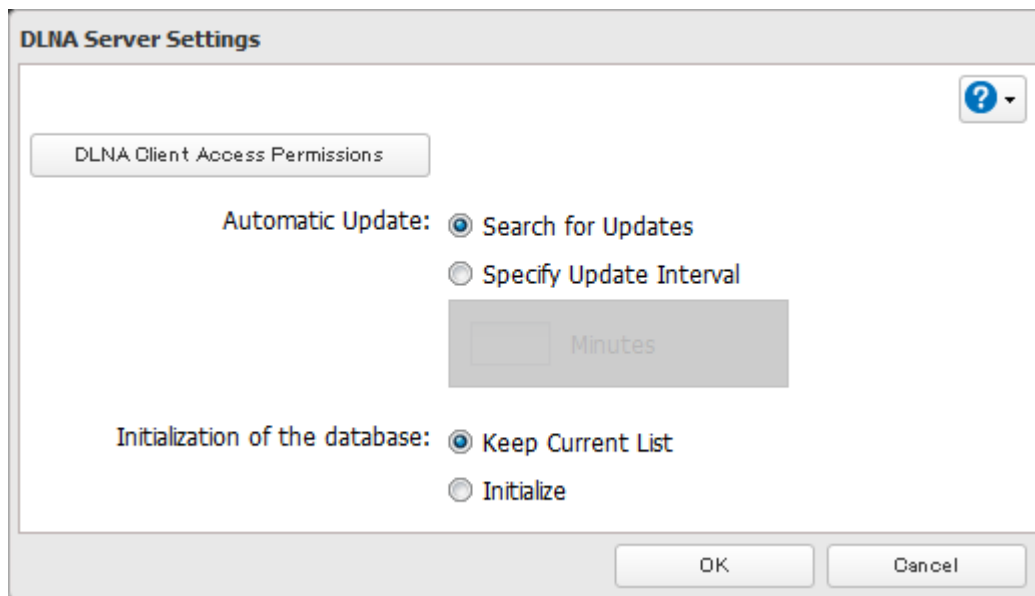 DLNA Server Settings
?
DLNA Client Access Permissions
Automatic Update: Search for Updates
Specify Update Interval
Minutes
Initialization of the database: Keep Current List
Initialize
OK Cancel